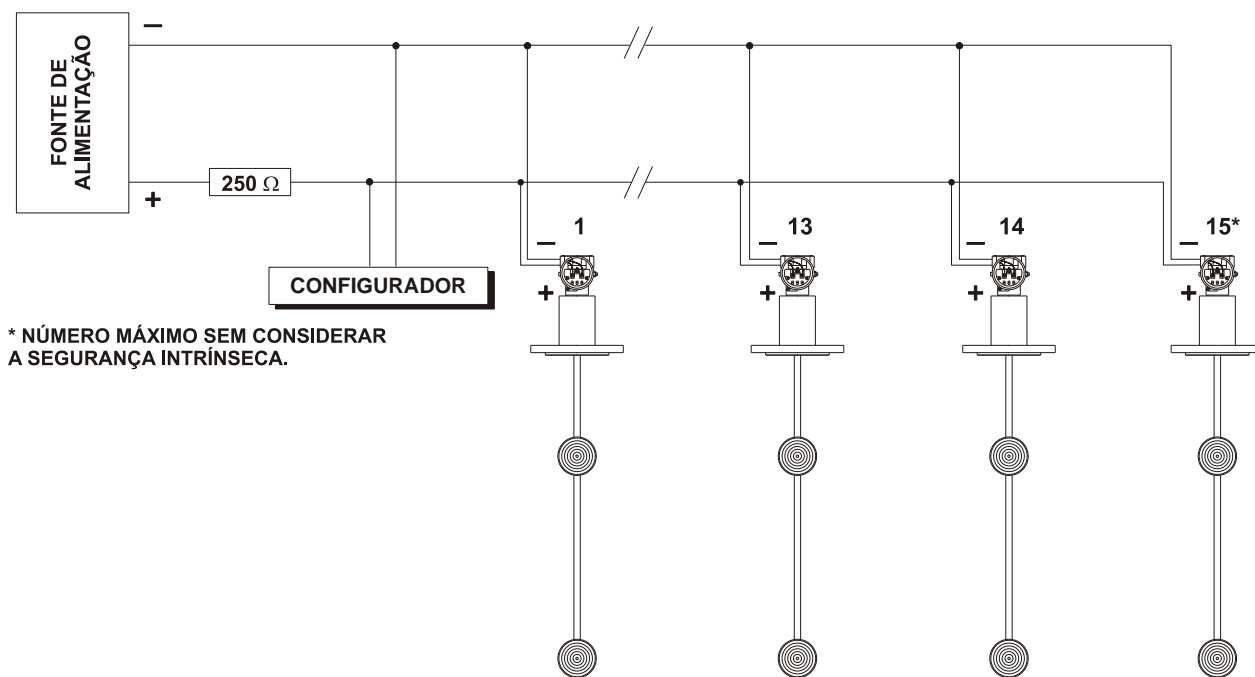 FONTE DE
ALIMENTAÇÃO
–
+
250 Ω
CONFIGURADOR
* NÚMERO MÁXIMO SEM CONSIDERAR
A SEGURANÇA INTRÍNSECA.
1
–
+
13
–
+
14
–
+
15*
–
+